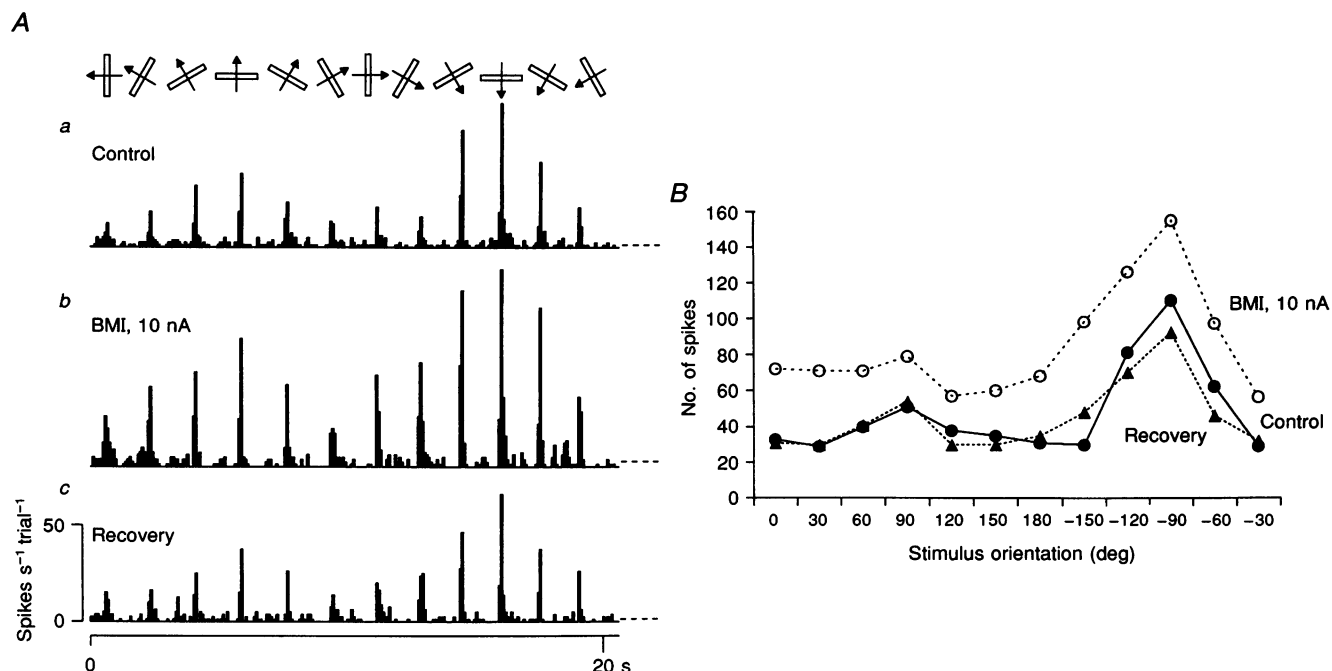 A
a
Control
b
BMI, 10 nA
c
Recovery
Spikes s⁻¹ trial⁻¹
50
0
0
20 s
B
No. of spikes
160
140
120
100
80
60
40
20
0
BMI, 10 nA
Control
Recovery
0 30 60 90 120 150 180 −150 −120 −90 −60 −30
Stimulus orientation (deg)